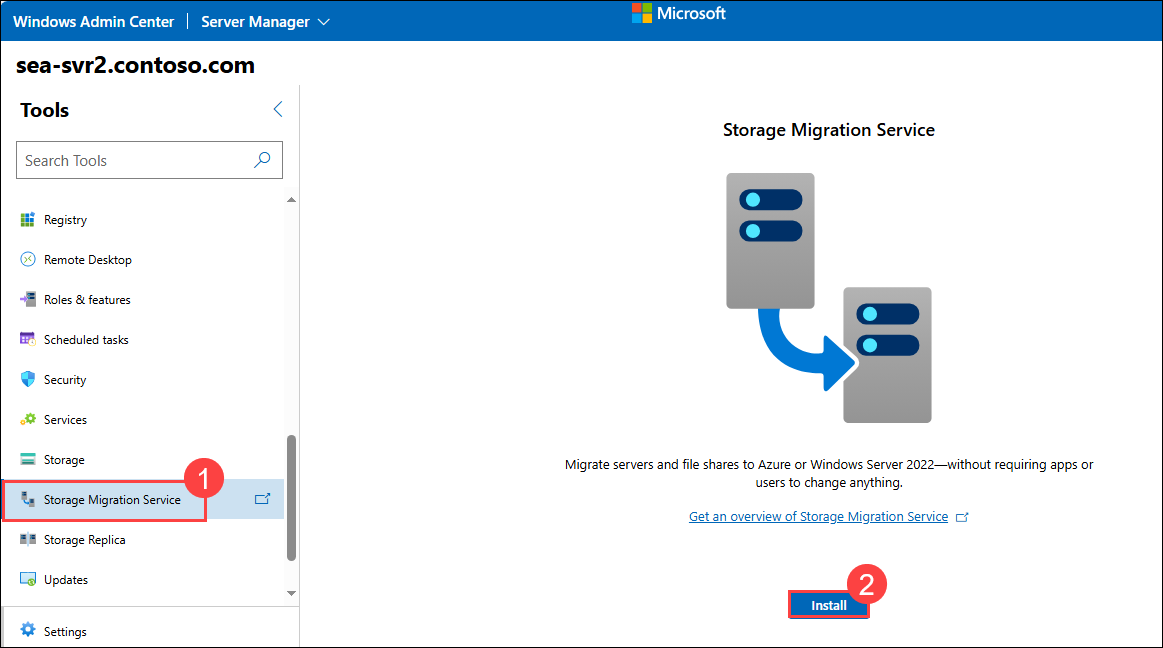 Windows Admin Center Server Manager
Microsoft
sea-svr2.contoso.com
Tools
Search Tools
Registry
Remote Desktop
Roles & features
Scheduled tasks
Security
Services
Storage
Storage Migration Service
1
Storage Replica
Updates
Settings
Storage Migration Service
Migrate servers and file shares to Azure or Windows Server 2022—without requiring apps or
users to change anything.
Get an overview of Storage Migration Service
2
Install